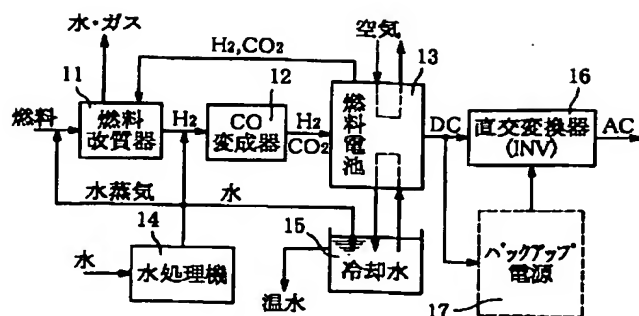 水・ガス
H2,CO2
空気
13
11
12
16
燃料
燃料
改質器
H2
CO
変成器
H2
CO2
燃料電池
DC
直交変換器
(INV)
AC
水蒸気
水
14
15
水
水処理機
冷却水
温水
バックアップ
電源
17